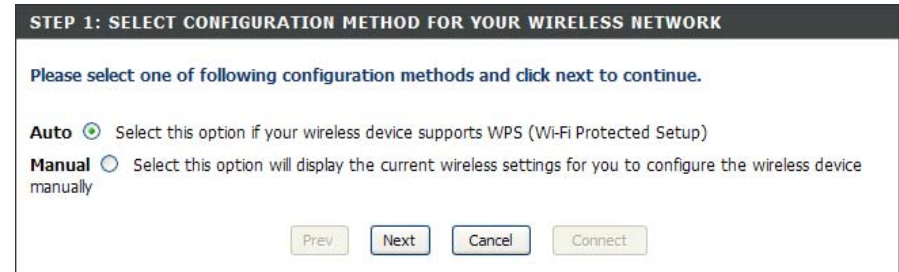 STEP 1: SELECT CONFIGURATION METHOD FOR YOUR WIRELESS NETWORK
Please select one of following configuration methods and click next to continue.
Auto Select this option if your wireless device supports WPS (Wi-Fi Protected Setup)
Manual Select this option will display the current wireless settings for you to configure the wireless device
manually
Prev Next Cancel Connect